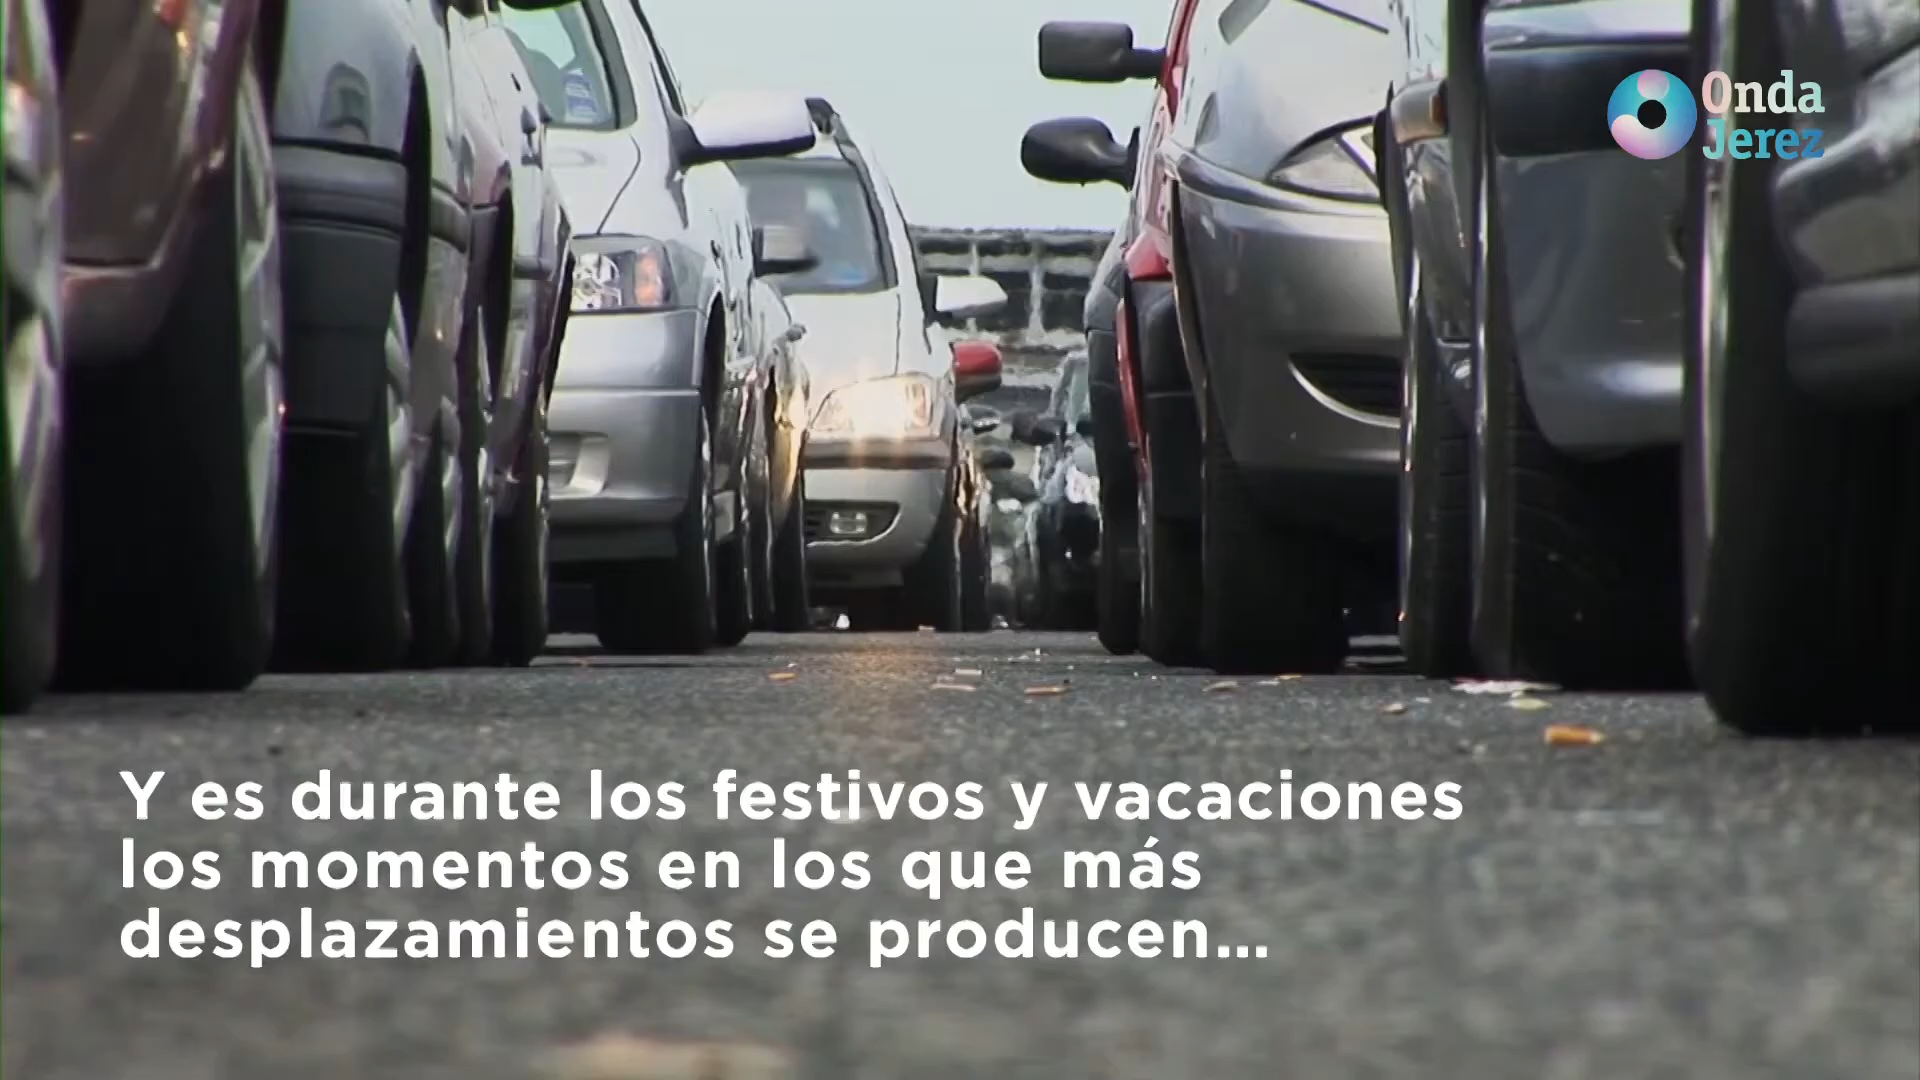 Onda
Jerez
Y es durante los festivos y vacaciones
los momentos en los que más
desplazamientos se producen...